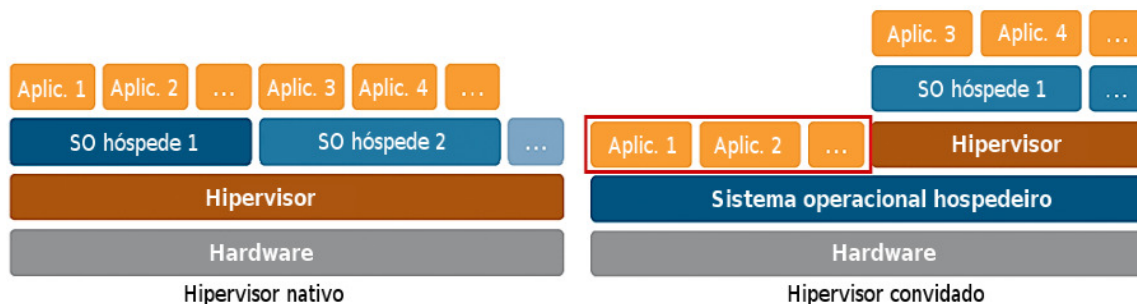 Aplic. 3 Aplic. 4 ...
Aplic. 1 Aplic. 2 ... Aplic. 3 Aplic. 4 ... SO hóspede 1 ...
SO hóspede 1 SO hóspede 2 ... Aplic. 1 Aplic. 2 ... Hipervisor
Hipervisor Sistema operacional hospedeiro
Hardware Hardware
Hipervisor nativo Hipervisor convidado